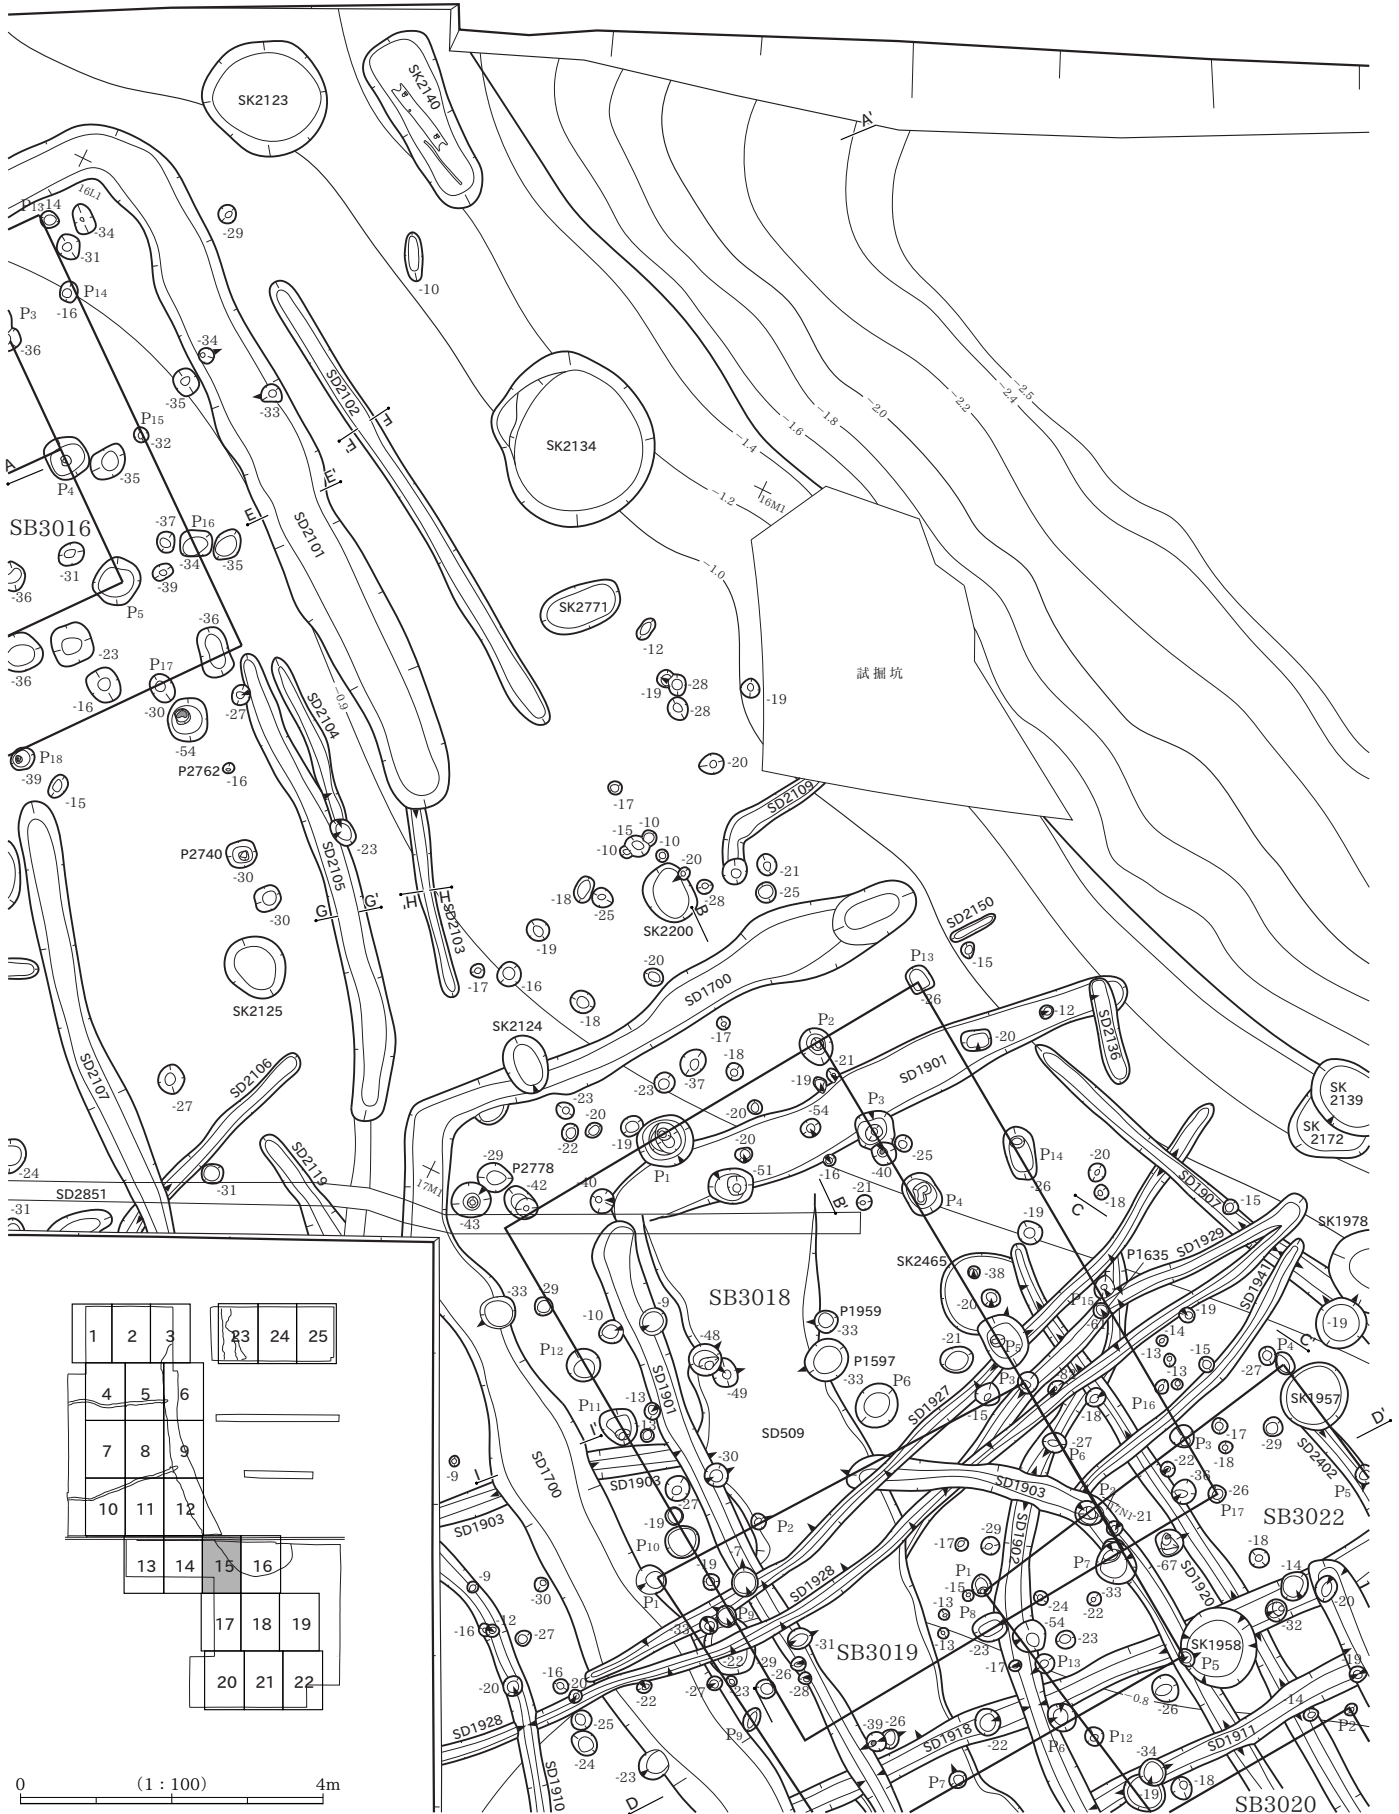 SK2123
SK2140
A'
16L1
P13
-14
-34
-31
-29
P14
-16
-10
P3
-36
-34
-35
-33
SD2102
F'
F
P15
-32
A
P4
-35
E'
E
SK2134
-1.4
-1.6
-1.8
-2.0
-2.2
-2.4
-2.5
-1.2
16M1
-1.0
SB3016
-37
P16
-34
-35
SD2101
-31
-39
-36
P5
SK2771
-12
-36
-23
-36
P17
-16
-30
-27
SD2104
-0.9
-19
-28
-28
-19
試掘坑
-54
P18
-39
P2762
-16
-15
-20
-17
SD2109
P2740
-30
-23
SD2105
-15
-10
-10
-10
-20
-21
-25
-28
-18
-25
SK2200
B
-30
G
G'
H'
H
SD2103
-19
SD2150
-15
SK2125
-17
-16
-20
SD1700
P13
-26
-18
SK2124
-17
P2
-12
-20
SD2136
SD2107
SD2106
-27
-18
-37
-21
-19
SD1901
SK
2139
SK
2172
-23
-23
-20
-22
-19
-20
-54
P3
-24
SD2119
-31
-29
P2778
-42
-43
17M1
-40
P1
-20
-51
-16
-40
-25
P14
-26
-20
-18
C
SD2851
-31
B'
-21
P4
-19
SD1907
-15
SK1978
SD1929
P1635
SK2465
-38
-20
-33
-29
SB3018
P1959
-33
P15
-61
-19
SD1941
-19
1
2
3
23
24
25
-10
-9
P12
-48
-49
P1597
-33
-21
P5
-14
-13
-13
-15
P4
-27
C'
4
5
6
P6
P3
-15
-18
P16
SK1957
7
8
9
P11
I'
-13
-13
SD1901
SD509
SD1927
-27
P6
P3
-17
-18
-29
D'
SD2402
10
11
12
-9
I
SD1700
SD1903
-30
-27
SD1903
P2
17N1
-21
-22
-36
-26
P17
P5
SD1903
-19
P10
P2
SD1902
SB3022
13
14
15
16
-7
-19
-17
-29
P7
-67
-18
-14
-9
-30
P1
SD1928
P1
-15
P8
-13
-24
-33
-22
SD1920
-20
17
18
19
-16
-12
-27
-33
P9
-31
SB3019
-13
-23
-54
-23
SK1958
-32
20
21
22
-20
-16
-20
-22
-22
-27
-23
-29
-26
-28
-17
P13
P5
-19
-0.8
-26
SD1928
-25
-24
P9
-39
-26
SD1918
-22
P6
P12
-14
P2
SD1911
0
(1:100)
4m
SD1910
-23
D
P7
-34
-19
-18
SB3020